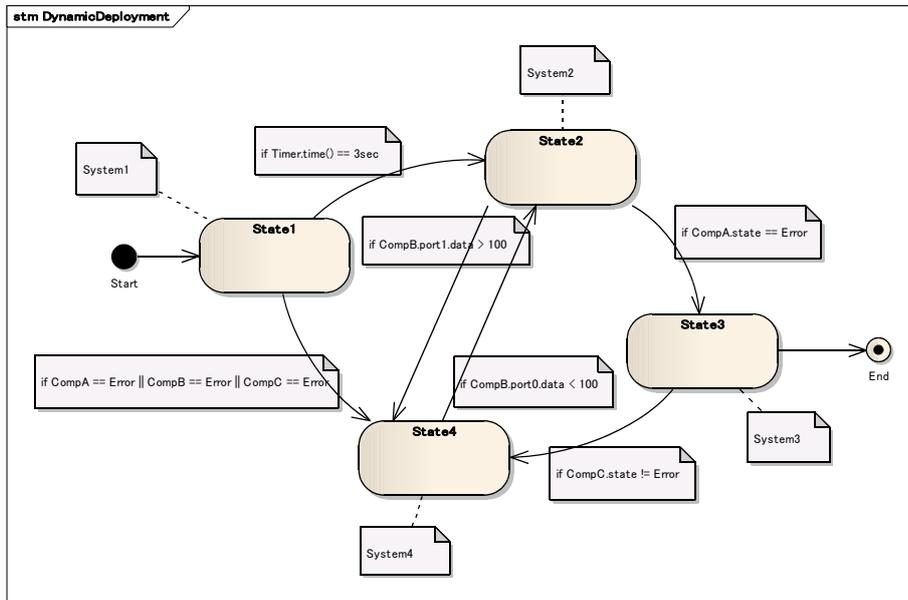 stm DynamicDeployment
System2
State2
if Timer.time() == 3sec
System1
State1
if CompB.port1.data > 100
if CompA.state == Error
Start
State3
End
if CompA == Error || CompB == Error || CompC == Error
if CompB.port0.data < 100
State4
System3
if CompC.state != Error
System4